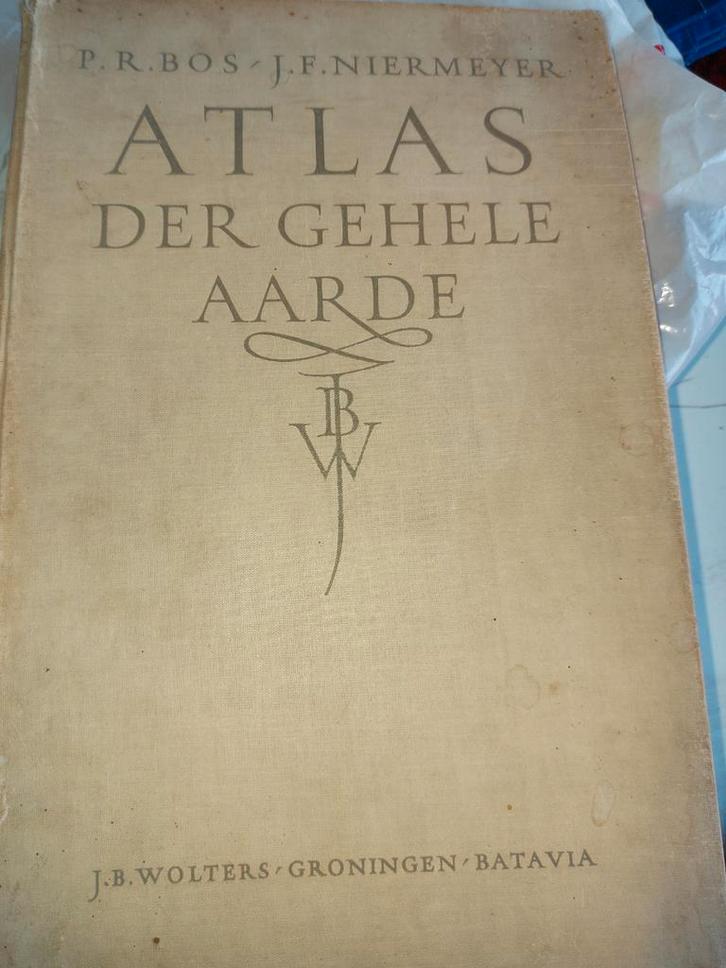 P.R.BOS - J.F.NIERMEYER
ATLAS
DER GEHELE
AARDE
JBW
J.B.WOLTERS - GRONINGEN - BATAVIA